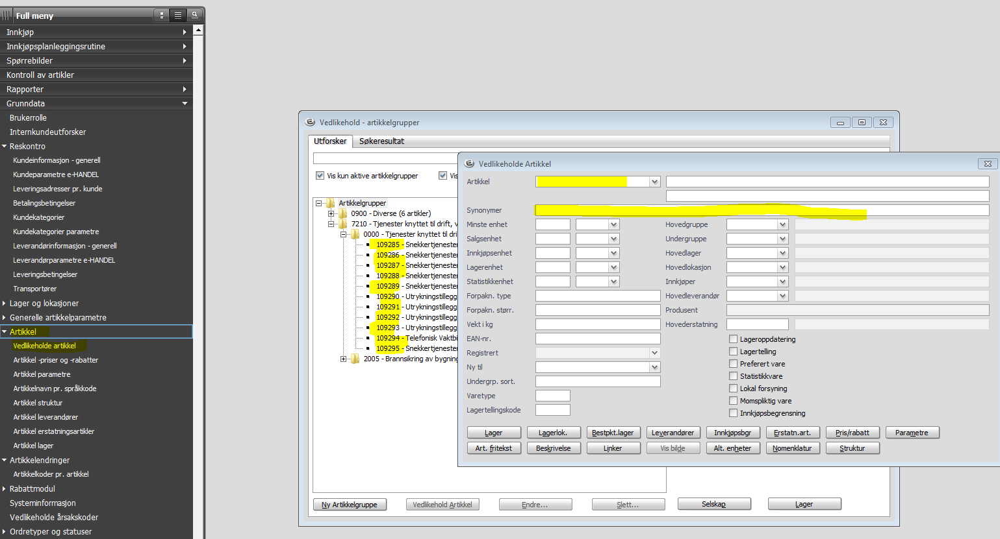 Full meny
Innkjøp
Innkjøpsplanleggingsrutine
Spørrebilder
Kontroll av artikler
Rapporter
Grunndata
Brukerrolle
Internkundeutforsker
Reskontro
Kundeinformasjon - generell
Kundeparametre e-HANDEL
Leveringsadresser pr. kunde
Betalingsbetingelser
Kundekategorier
Kundekategorier parametre
Leverandørinformasjon - generell
Leverandørparametre e-HANDEL
Leveringsbetingelser
Transportører
Lager og lokasjoner
Generelle artikkelparametre
Artikkel
Vedlikeholde artikkel
Artikkel -priser og -rabatter
Artikkel parametre
Artikkelnavn pr. språkkode
Artikkel struktur
Artikkel leverandører
Artikkel erstatningsartikler
Artikkel lager
Artikkelendringer
Artikkelkoder pr. artikkel
Rabattmodul
Systeminformasjon
Vedlikeholde årsakskoder
Ordretyper og statuser
Vedlikehold - artikkelgrupper
Utforsker Søkeresultat
Vis kun aktive artikkelgrupper Vis
Artikkelgrupper
0900 - Diverse (6 artikler)
7210 - Tjenester knyttet til drift, v
0000 - Tjenester knyttet til dri
109285 - Snekkertjenester
109286 - Snekkertjenester
109287 - Snekkertjenester
109288 - Snekkertjenester
109289 - Snekkertjenester
109290 - Utrykningstillegg
109291 - Utrykningstillegg
109292 - Utrykningstillegg
109293 - Utrykningstillegg
109294 - Telefonisk Vaktbi
109295 - Snekkertjenester
2005 - Brannsikring av bygning
Ny Artikkelgruppe Vedlikehold Artikkel Endre... Slett... Selskap Lager
Vedlikeholde Artikkel
Artikkel
Synonymer
Minste enhet Hovedgruppe
Salgsenhet Undergruppe
Innkjøpsenhet Hovedlager
Lagerenhet Hovedlokasjon
Statistikkenhet Innkjøper
Forpakn. type Hovedleverandør
Forpakn. størr. Produsent
Vekt i kg Hovederstatning
EAN-nr. Lageroppdatering
Registrert Lagertelling
Ny til Preferert vare
Undergrp. sort. Statistikkvare
Varetype Lokal forsyning
Lagertellingskode Momspliktig vare
Innkjøpsbegrensning
Lager Lagerlok. Bestpkt.lager Leverandører Innkjøpsbgr Erstatn.art. Pris/rabatt Parametre
Art. fritekst Beskrivelse Linker Vis bilde Alt. enheter Nomenklatur Struktur